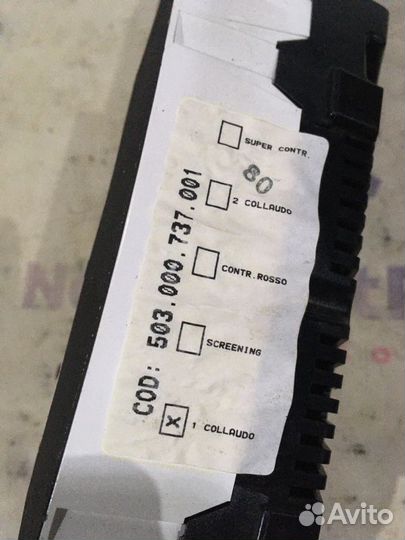 SUPER CONTR.
80
2 COLLAUDO
CONTR.ROSSO
SCREENING
X 1 COLLAUDO
COD: 503.000.737.001
Avito